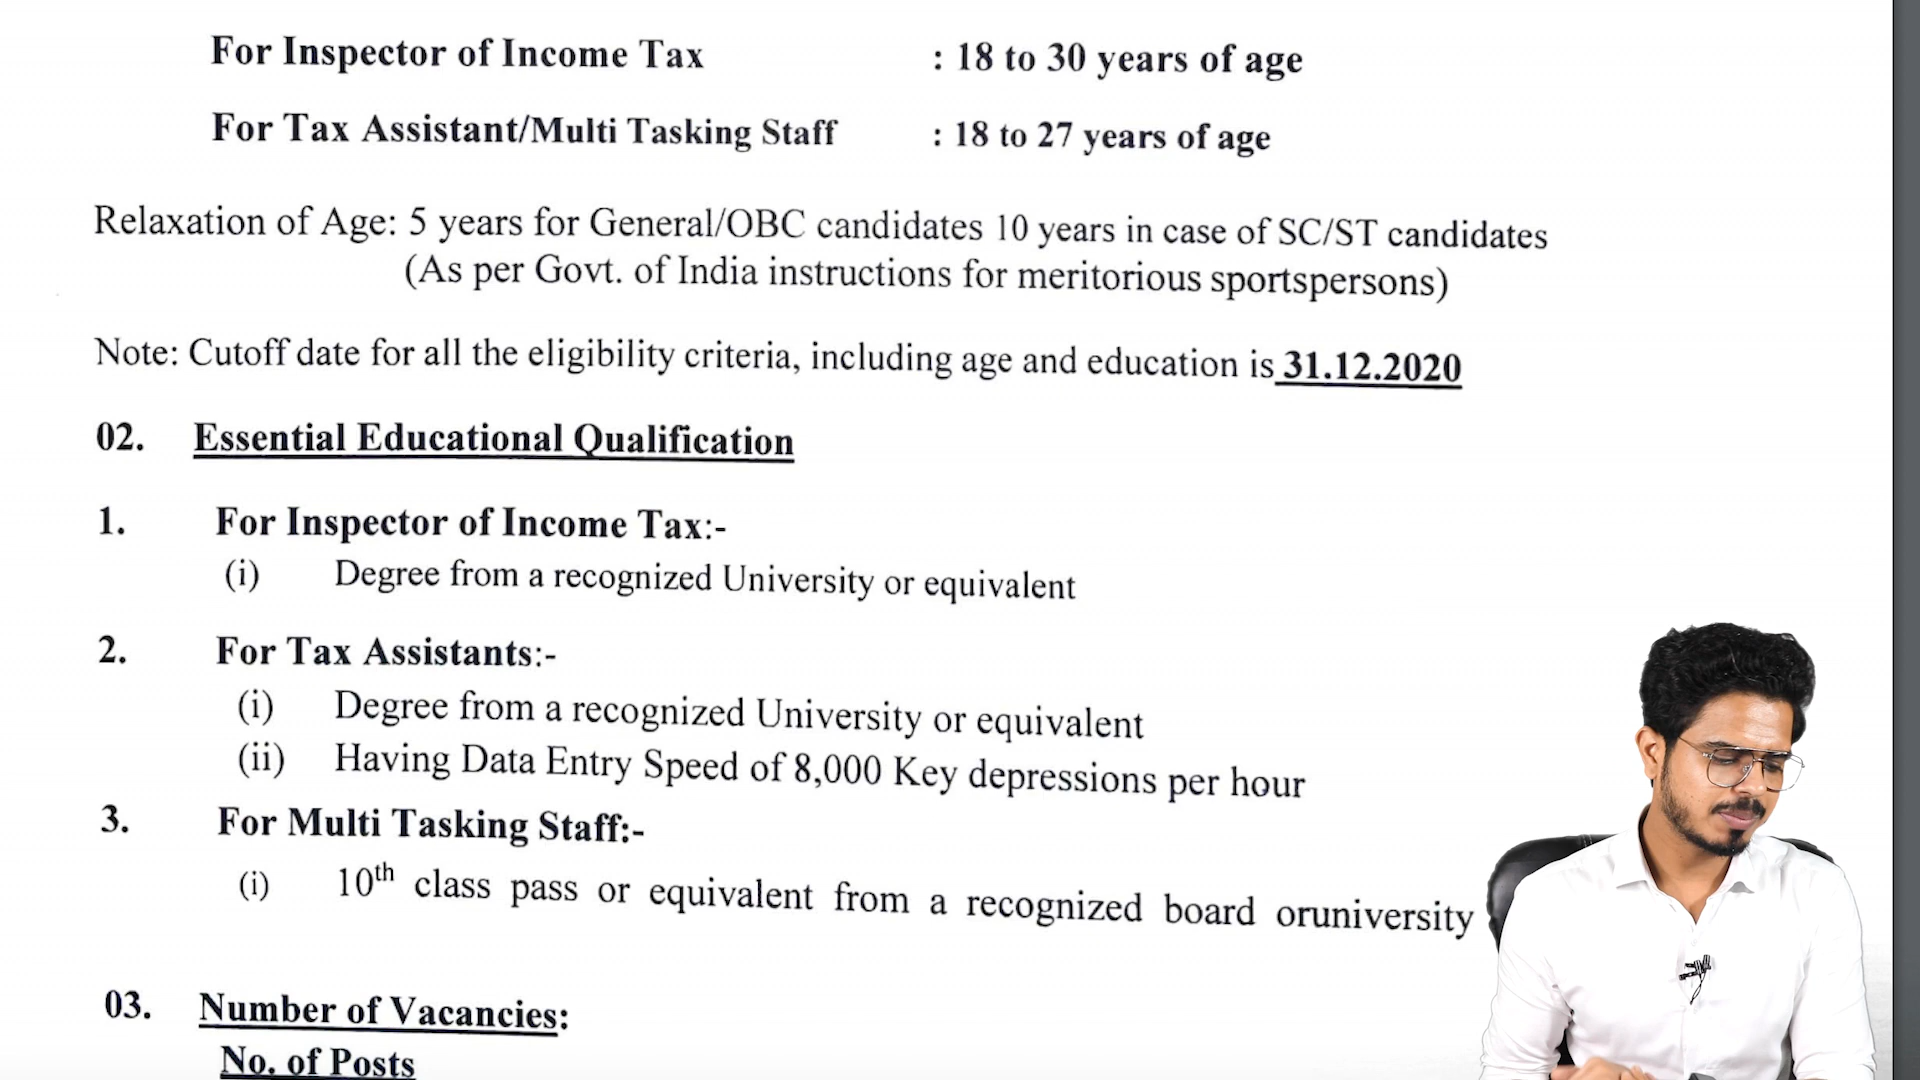 For Inspector of Income Tax : 18 to 30 years of age
For Tax Assistant/Multi Tasking Staff : 18 to 27 years of age
Relaxation of Age: 5 years for General/OBC candidates 10 years in case of SC/ST candidates
(As per Govt. of India instructions for meritorious sportspersons)
Note: Cutoff date for all the eligibility criteria, including age and education is 31.12.2020
02. Essential Educational Qualification
1. For Inspector of Income Tax:-
(i) Degree from a recognized University or equivalent
2. For Tax Assistants:-
(i) Degree from a recognized University or equivalent
(ii) Having Data Entry Speed of 8,000 Key depressions per hour
3. For Multi Tasking Staff:-
(i) 10th class pass or equivalent from a recognized board oruniversity
03. Number of Vacancies:
No. of Posts